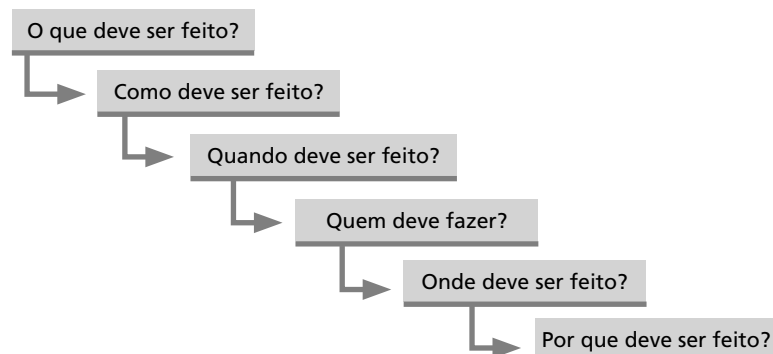 O que deve ser feito?
Como deve ser feito?
Quando deve ser feito?
Quem deve fazer?
Onde deve ser feito?
Por que deve ser feito?